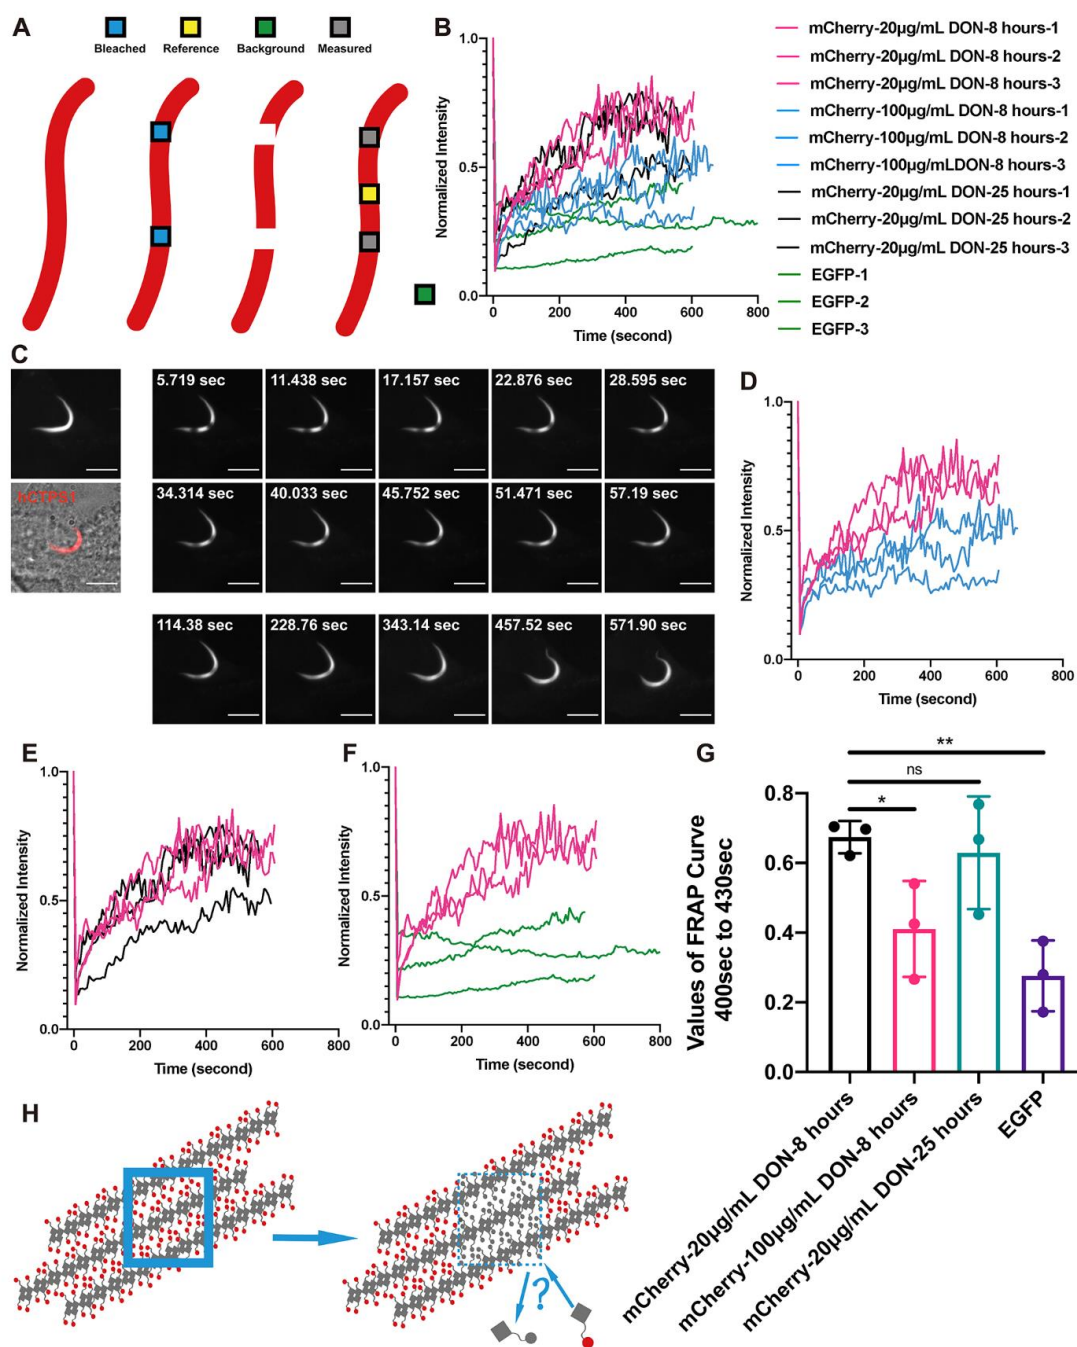 A
Bleached
Reference
Background
Measured
B
Normalized Intensity
1.0
0.5
0.0
0
200
400
600
800
Time (second)
mCherry-20μg/mL DON-8 hours-1
mCherry-20μg/mL DON-8 hours-2
mCherry-20μg/mL DON-8 hours-3
mCherry-100μg/mL DON-8 hours-1
mCherry-100μg/mL DON-8 hours-2
mCherry-100μg/mLDON-8 hours-3
mCherry-20μg/mL DON-25 hours-1
mCherry-20μg/mL DON-25 hours-2
mCherry-20μg/mL DON-25 hours-3
EGFP-1
EGFP-2
EGFP-3
C
hCTPS1
5.719 sec
11.438 sec
17.157 sec
22.876 sec
28.595 sec
34.314 sec
40.033 sec
45.752 sec
51.471 sec
57.19 sec
114.38 sec
228.76 sec
343.14 sec
457.52 sec
571.90 sec
D
Normalized Intensity
1.0
0.5
0.0
0
200
400
600
800
Time (second)
E
Normalized Intensity
1.0
0.5
0.0
0
200
400
600
800
Time (second)
F
Normalized Intensity
1.0
0.5
0.0
0
200
400
600
800
Time (second)
G
Values of FRAP Curve
400sec to 430sec
0.8
0.6
0.4
0.2
0.0
**
ns
*
mCherry-20μg/mL DON-8 hours
mCherry-100μg/mL DON-8 hours
mCherry-20μg/mL DON-25 hours
EGFP
H
?